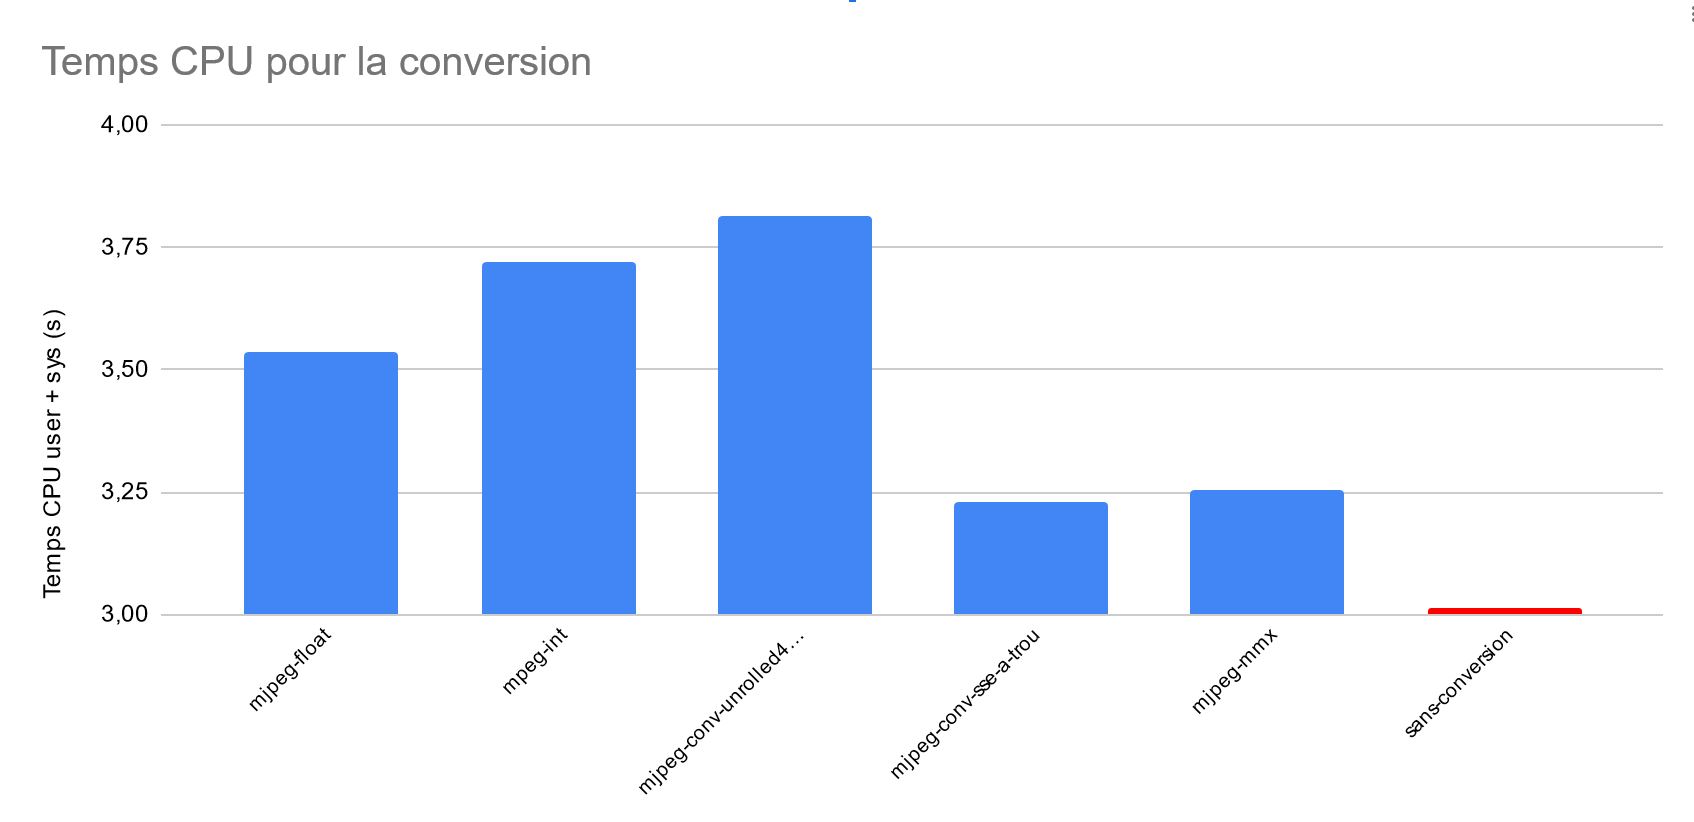 Temps CPU pour la conversion
4,00
3,75
3,50
3,25
3,00
Temps CPU user + sys (s)
mjpeg-float
mpeg-int
mjpeg-conv-unrolled4…
mjpeg-conv-sse-a-trou
mjpeg-mmx
sans-conversion